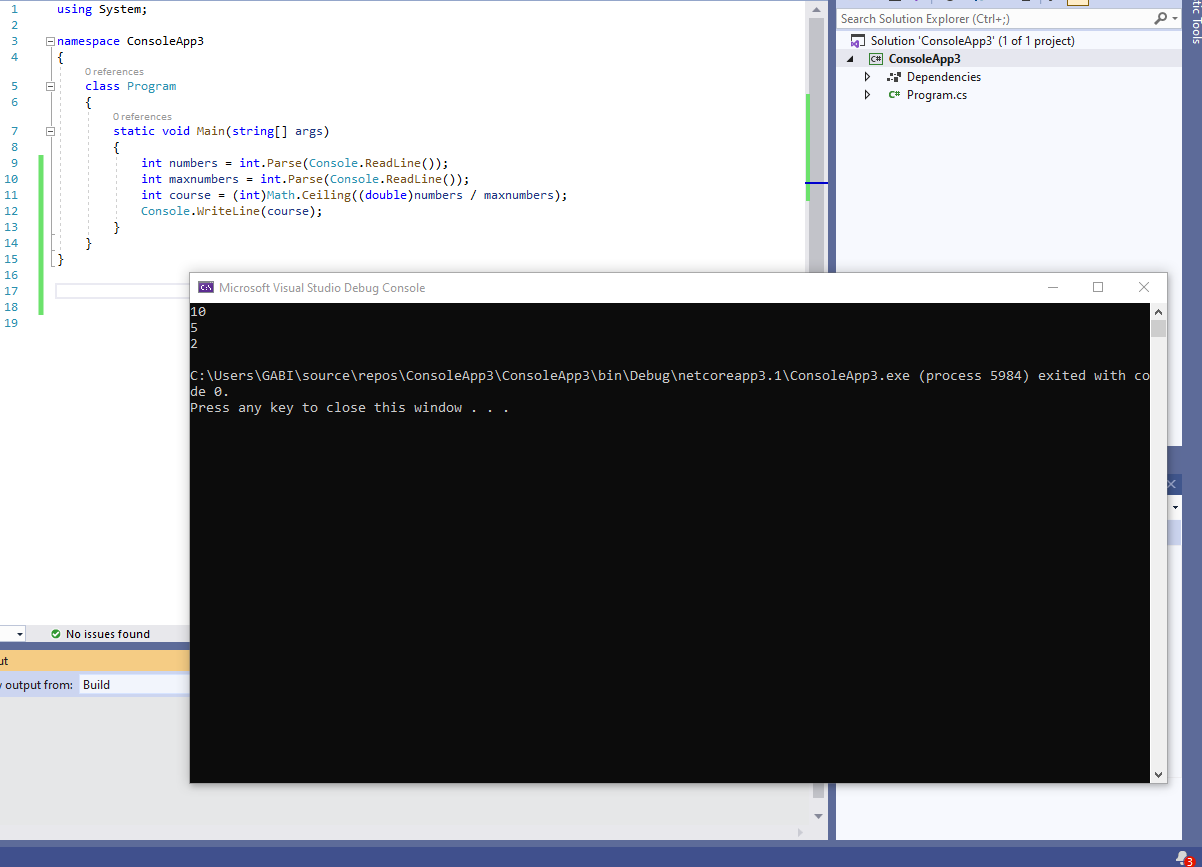 1 using System;
2
3 namespace ConsoleApp3
4 {
0 references
5 class Program
6 {
0 references
7 static void Main(string[] args)
8 {
9 int numbers = int.Parse(Console.ReadLine());
10 int maxnumbers = int.Parse(Console.ReadLine());
11 int course = (int)Math.Ceiling((double)numbers / maxnumbers);
12 Console.WriteLine(course);
13 }
14 }
15 }
16
17
18
19
Search Solution Explorer (Ctrl+;)
Solution 'ConsoleApp3' (1 of 1 project)
C# ConsoleApp3
Dependencies
C# Program.cs
tic Tools
C:\ Microsoft Visual Studio Debug Console
10
5
2
C:\Users\GABI\source\repos\ConsoleApp3\ConsoleApp3\bin\Debug\netcoreapp3.1\ConsoleApp3.exe (process 5984) exited with co
de 0.
Press any key to close this window . . .
No issues found
ut
output from: Build
3